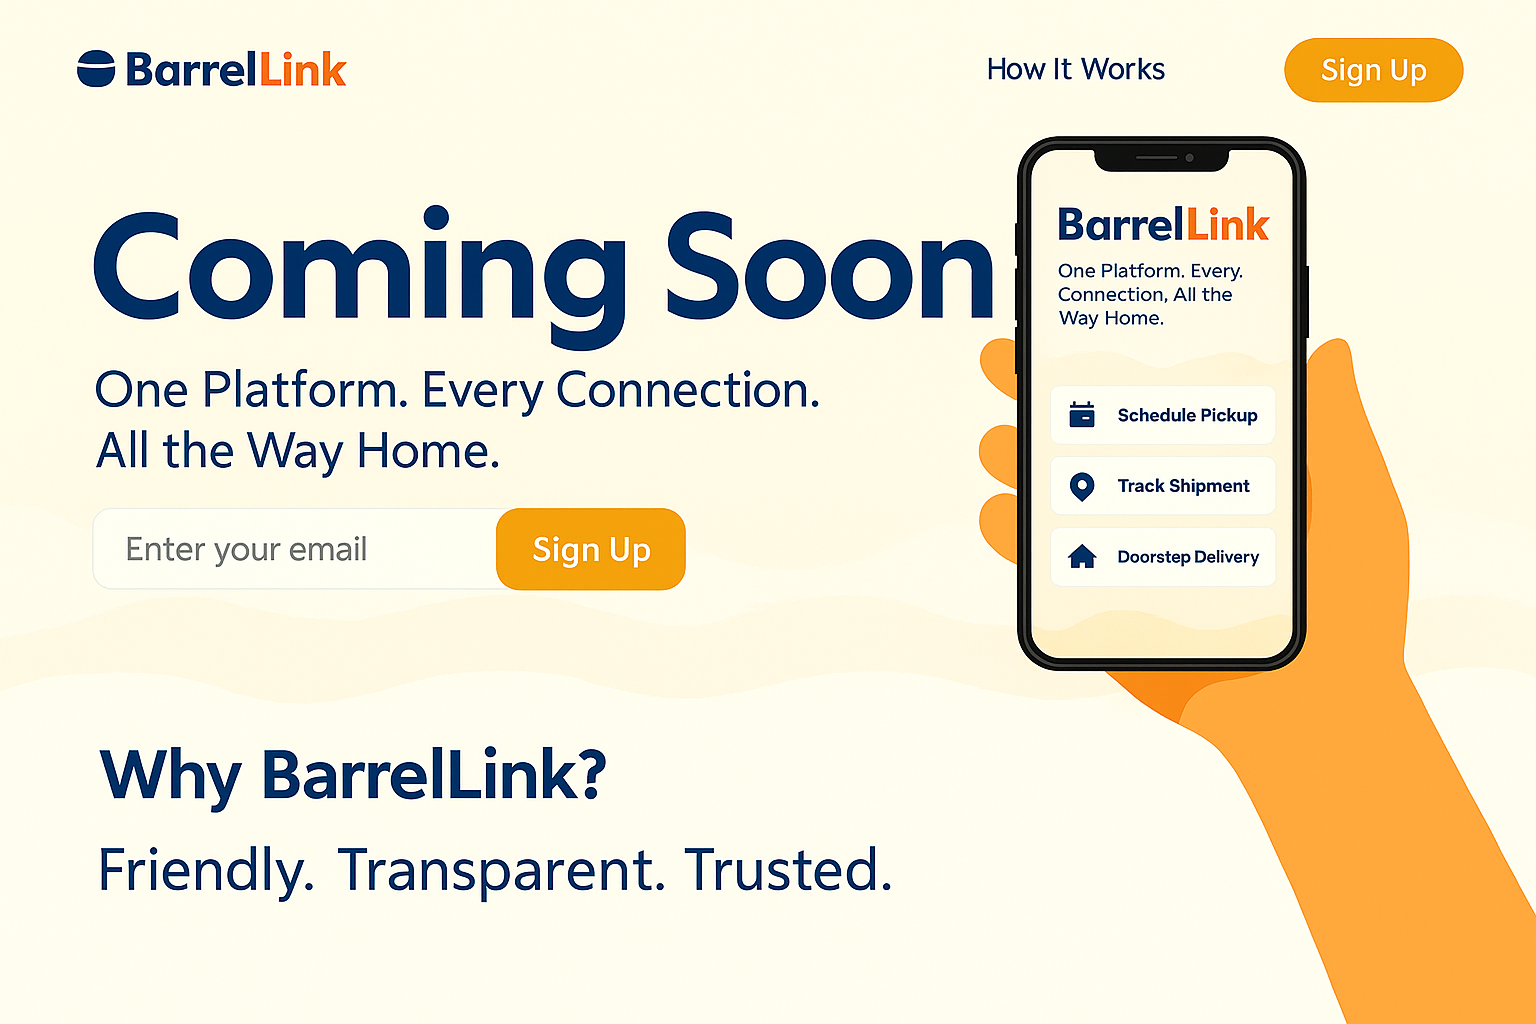 BarrelLink
How It Works
Sign Up
Coming Soon
One Platform. Every Connection.
All the Way Home.
Enter your email
Sign Up
BarrelLink
One Platform. Every.
Connection, All the
Way Home.
Schedule Pickup
Track Shipment
Doorstep Delivery
Why BarrelLink?
Friendly. Transparent. Trusted.